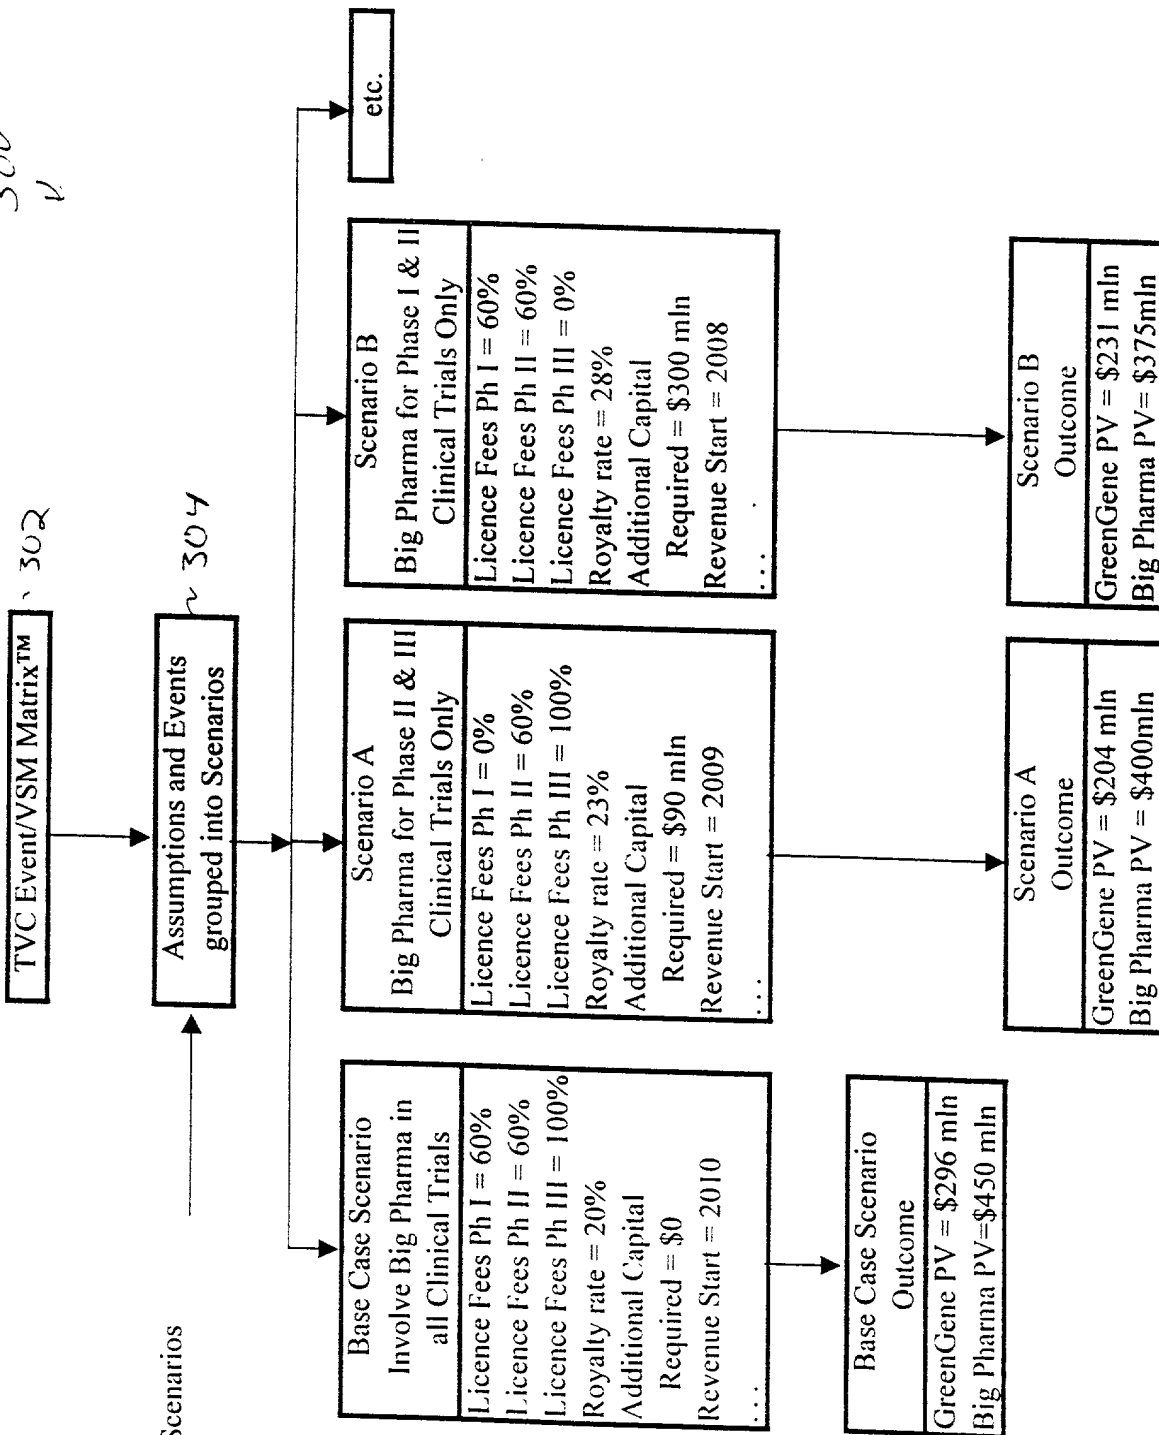 300
TVC Event/VSM Matrix™
302
Scenarios
Assumptions and Events
grouped into Scenarios
304
Base Case Scenario
Involve Big Pharma in
all Clinical Trials
Licence Fees Ph I = 60%
Licence Fees Ph II = 60%
Licence Fees Ph III = 100%
Royalty rate = 20%
Additional Capital
Required = $0
Revenue Start = 2010
...
Scenario A
Big Pharma for Phase II & III
Clinical Trials Only
Licence Fees Ph I = 0%
Licence Fees Ph II = 60%
Licence Fees Ph III = 100%
Royalty rate = 23%
Additional Capital
Required = $90 mln
Revenue Start = 2009
...
Scenario B
Big Pharma for Phase I & II
Clinical Trials Only
Licence Fees Ph I = 60%
Licence Fees Ph II = 60%
Licence Fees Ph III = 0%
Royalty rate = 28%
Additional Capital
Required = $300 mln
Revenue Start = 2008
...
etc.
Base Case Scenario
Outcome
GreenGene PV = $296 mln
Big Pharma PV=$450 mln
Scenario A
Outcome
GreenGene PV = $204 mln
Big Pharma PV = $400mln
Scenario B
Outcome
GreenGene PV = $231 mln
Big Pharma PV= $375mln